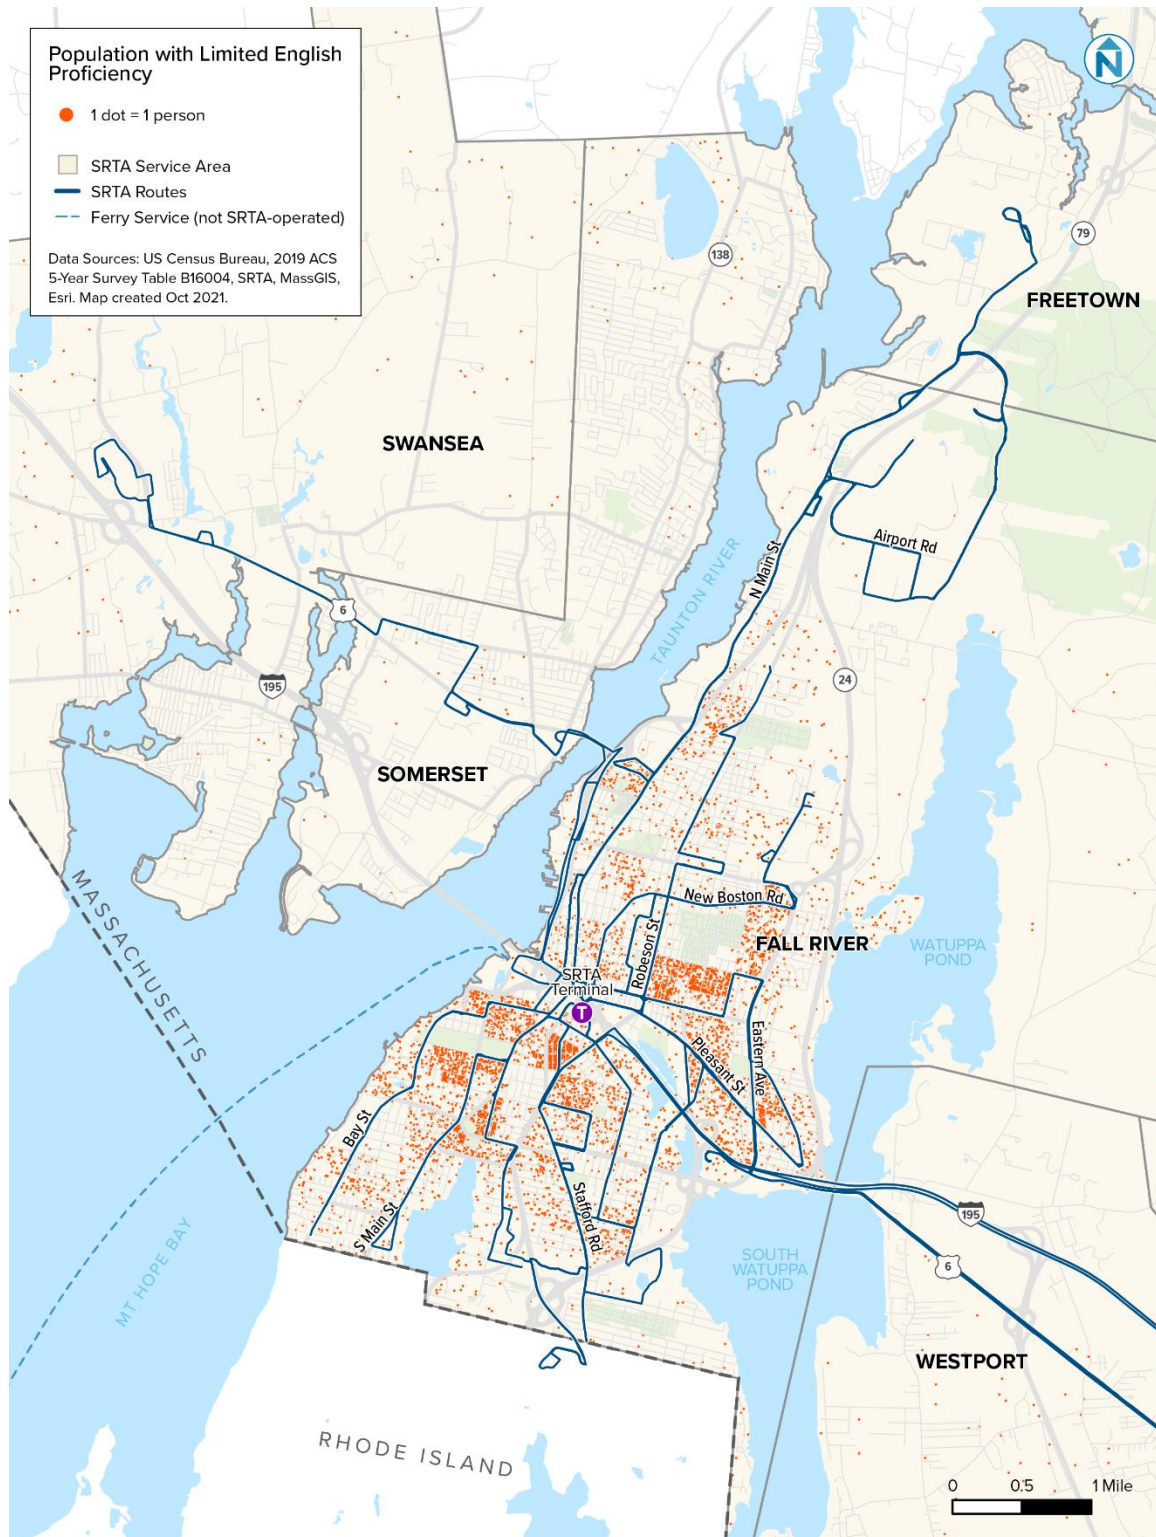 Population with Limited English
Proficiency
1 dot = 1 person
SRTA Service Area
SRTA Routes
Ferry Service (not SRTA-operated)
Data Sources: US Census Bureau, 2019 ACS
5-Year Survey Table B16004, SRTA, MassGIS,
Esri. Map created Oct 2021.
N
138
79
FREETOWN
SWANSEA
Airport Rd
N Main St
TAUNTON RIVER
6
195
24
SOMERSET
MASSACHUSETTS
New Boston Rd
FALL RIVER
WATUPPA
POND
Robeson St
SRTA
Terminal
T
Eastern Ave
Pleasant St
Bay St
S Main St
Stafford Rd
MT HOPE BAY
195
6
SOUTH
WATUPPA
POND
WESTPORT
RHODE ISLAND
0 0.5 1 Mile